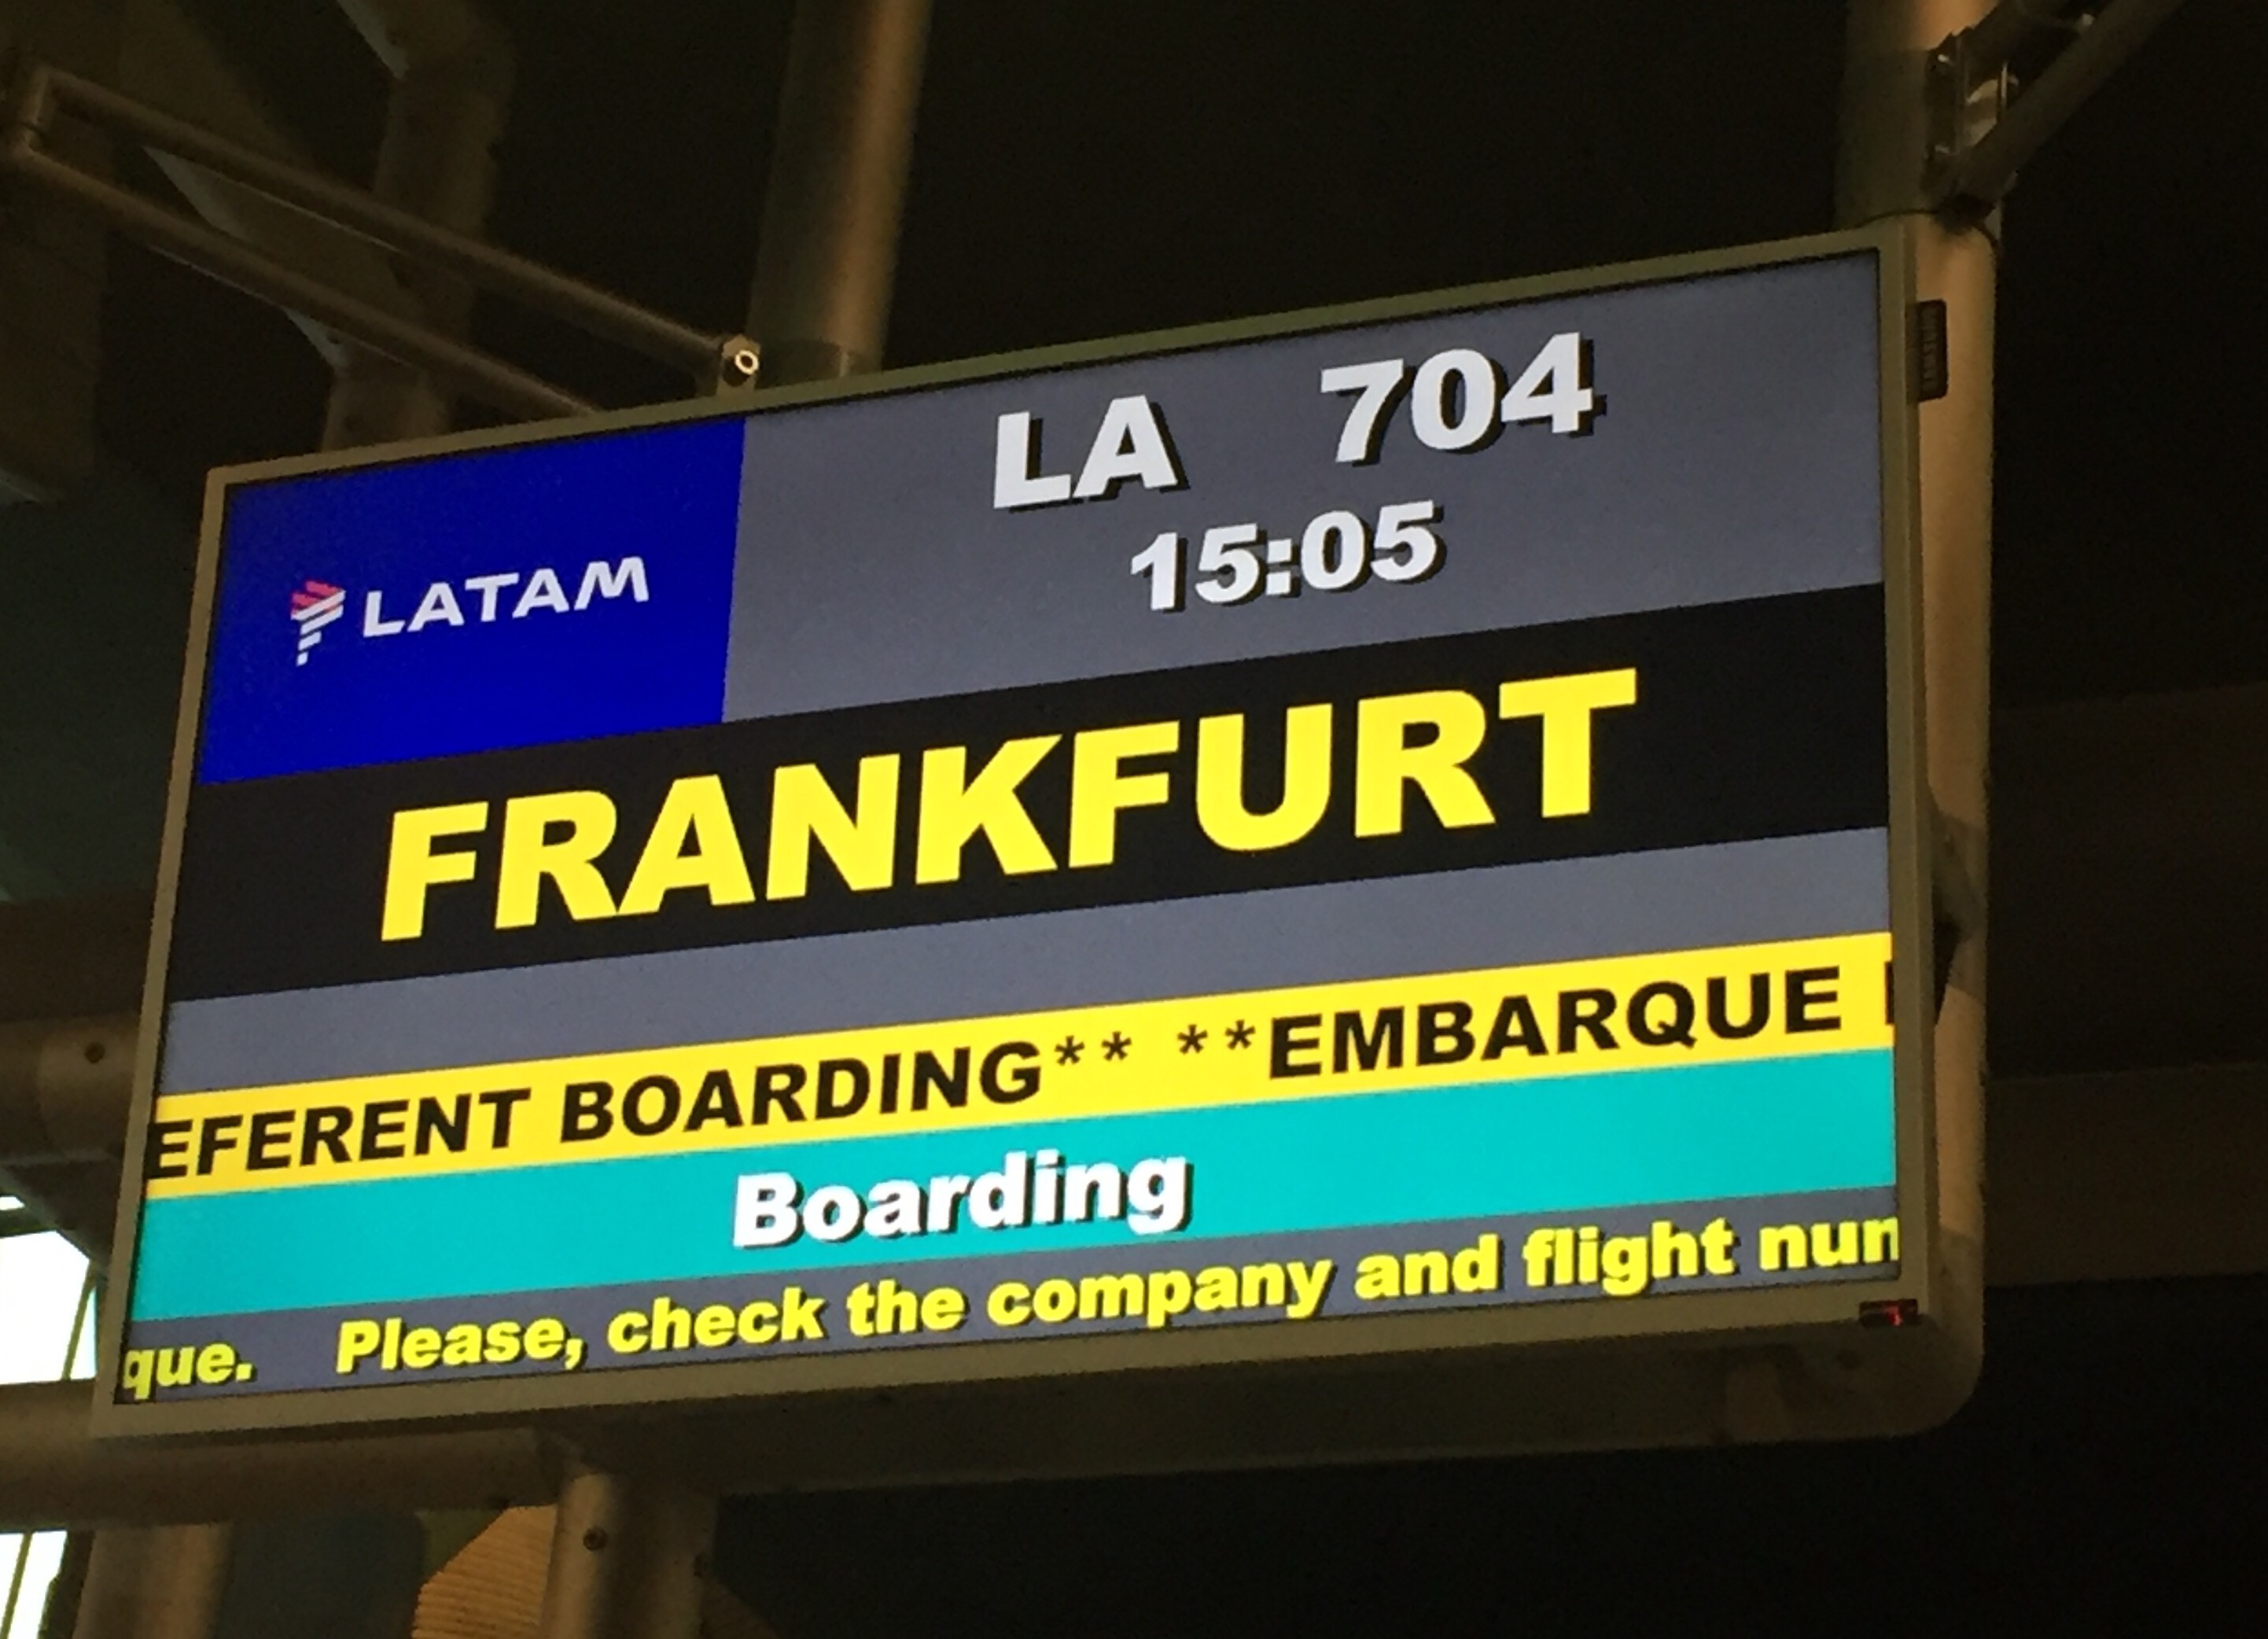 LA 704
LATAM
15:05
FRANKFURT
EFERENT BOARDING** **EMBARQUE
Boarding
que. Please, check the company and flight nun